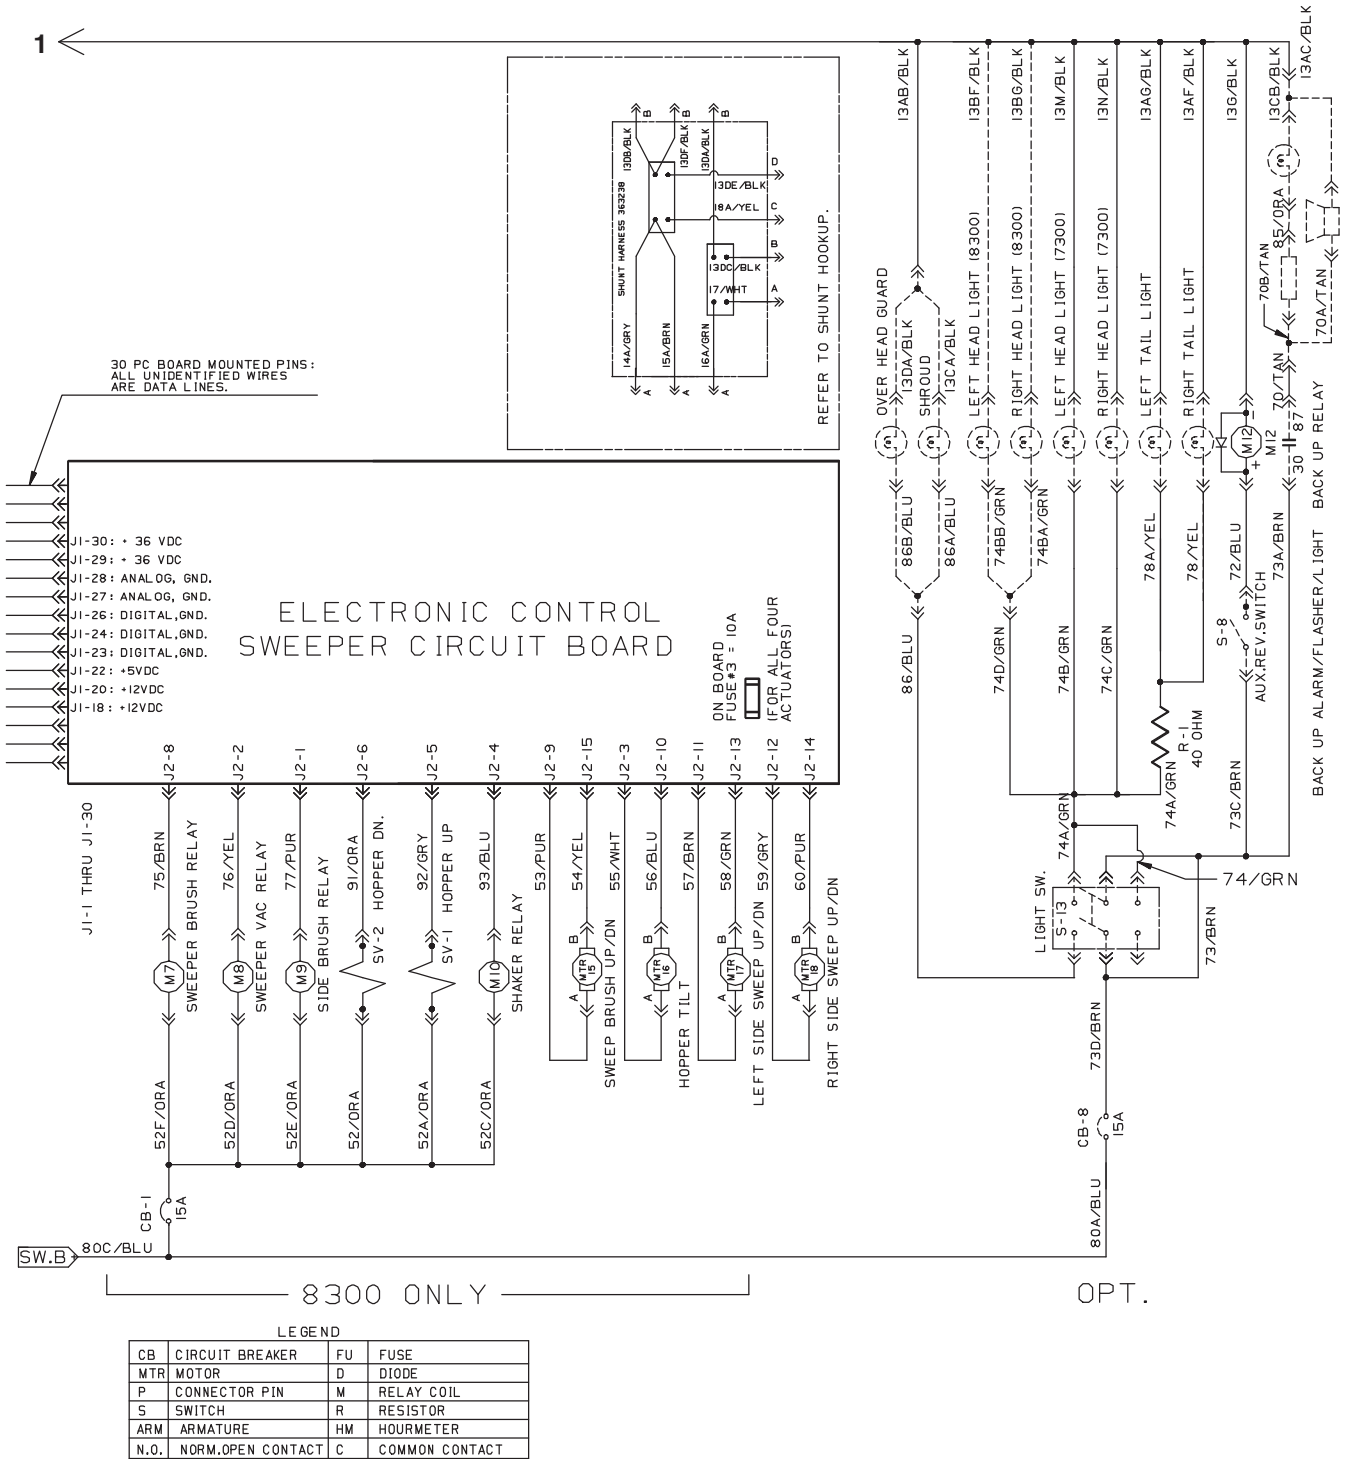 1
13AB/BLK
13BF/BLK
13BG/BLK
13M/BLK
13N/BLK
13AG/BLK
13AF/BLK
13G/BLK
13CB/BLK
13AC/BLK
B
B
B
13DB/BLK
13DF/BLK
13DA/BLK
D
13DE/BLK
18A/YEL
C
B
13DC/BLK
17/WHT
A
SHUNT HARNESS 363238
14A/GRY
15A/BRN
16A/GRN
A
A
A
REFER TO SHUNT HOOKUP.
OVER HEAD GUARD
13DA/BLK
SHROUD
13CA/BLK
LEFT HEAD LIGHT (8300)
RIGHT HEAD LIGHT (8300)
LEFT HEAD LIGHT (7300)
RIGHT HEAD LIGHT (7300)
LEFT TAIL LIGHT
RIGHT TAIL LIGHT
85/ORA
70B/TAN
70A/TAN
70/TAN
M12
M12
-
+
30
87
BACK UP ALARM/FLASHER/LIGHT BACK UP RELAY
30 PC BOARD MOUNTED PINS:
ALL UNIDENTIFIED WIRES
ARE DATA LINES.
J1-30: + 36 VDC
J1-29: + 36 VDC
J1-28: ANALOG, GND.
J1-27: ANALOG, GND.
J1-26: DIGITAL,GND.
J1-24: DIGITAL,GND.
J1-23: DIGITAL,GND.
J1-22: +5VDC
J1-20: +12VDC
J1-18: +12VDC
ELECTRONIC CONTROL
SWEEPER CIRCUIT BOARD
ON BOARD
FUSE#3 = 10A
(FOR ALL FOUR
ACTUATORS)
86B/BLU
86A/BLU
74BB/GRN
74BA/GRN
78A/YEL
78/YEL
72/BLU
73A/BRN
S-8
AUX.REV.SWITCH
86/BLU
74D/GRN
74B/GRN
74C/GRN
R-1
40 OHM
74A/GRN
73C/BRN
74A/GRN
J1-1 THRU J1-30
J2-8
J2-2
J2-1
J2-6
J2-5
J2-4
J2-9
J2-15
J2-3
J2-10
J2-11
J2-13
J2-12
J2-14
75/BRN
76/YEL
77/PUR
91/ORA
92/GRY
93/BLU
53/PUR
54/YEL
55/WHT
56/BLU
57/BRN
58/GRN
59/GRY
60/PUR
M7
SWEEPER BRUSH RELAY
M8
SWEEPER VAC RELAY
M9
SIDE BRUSH RELAY
SV-2 HOPPER DN.
SV-1 HOPPER UP
M10
SHAKER RELAY
B
MTR
15
A
SWEEP BRUSH UP/DN
B
MTR
16
A
HOPPER TILT
B
MTR
17
A
LEFT SIDE SWEEP UP/DN
B
MTR
18
A
RIGHT SIDE SWEEP UP/DN
LIGHT SW.
S-13
74/GRN
73/BRN
73D/BRN
CB-8
15A
80A/BLU
52F/ORA
52D/ORA
52E/ORA
52/ORA
52A/ORA
52C/ORA
CB-1
15A
SW.B
80C/BLU
8300 ONLY
OPT.
LEGEND
CB CIRCUIT BREAKER FU FUSE
MTR MOTOR D DIODE
P CONNECTOR PIN M RELAY COIL
S SWITCH R RESISTOR
ARM ARMATURE HM HOURMETER
N.O. NORM.OPEN CONTACT C COMMON CONTACT